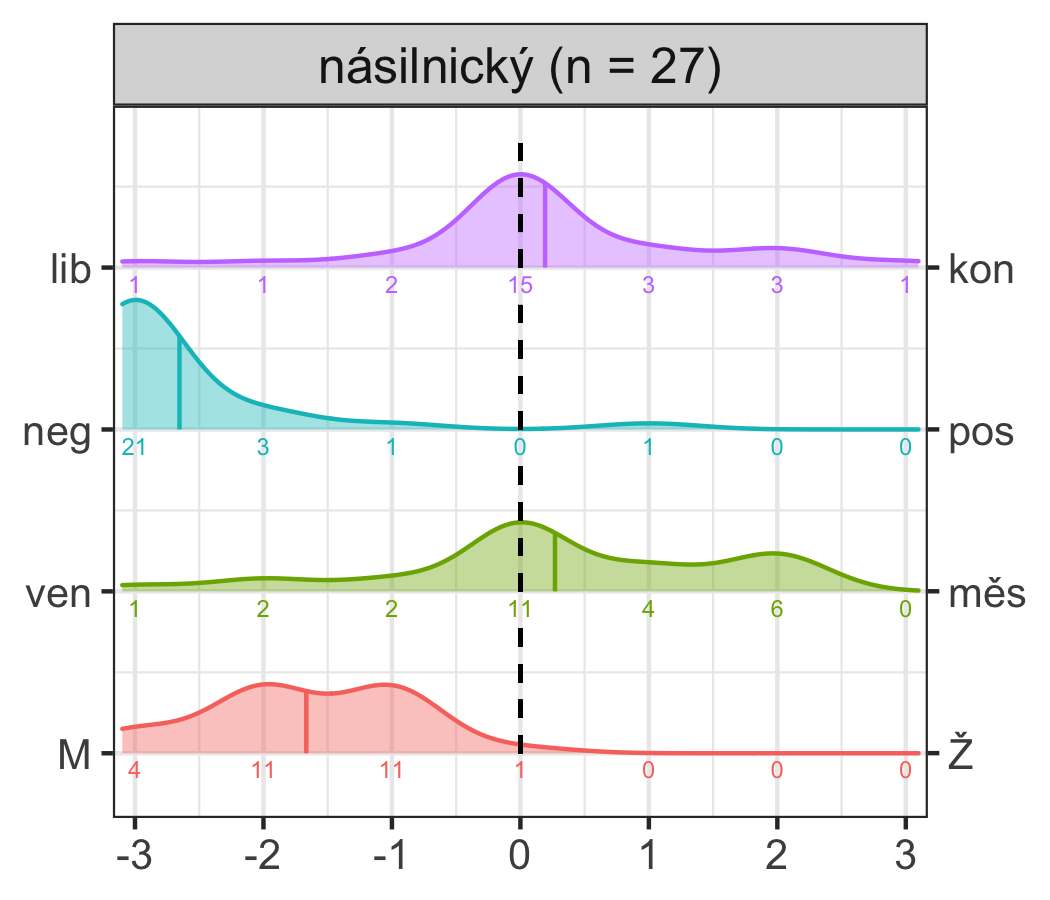 násilnický (n = 27)
lib kon
1 1 2 15 3 3 1
neg pos
21 3 1 0 1 0 0
ven měs
1 2 2 11 4 6 0
M Ž
4 11 11 1 0 0 0
-3 -2 -1 0 1 2 3